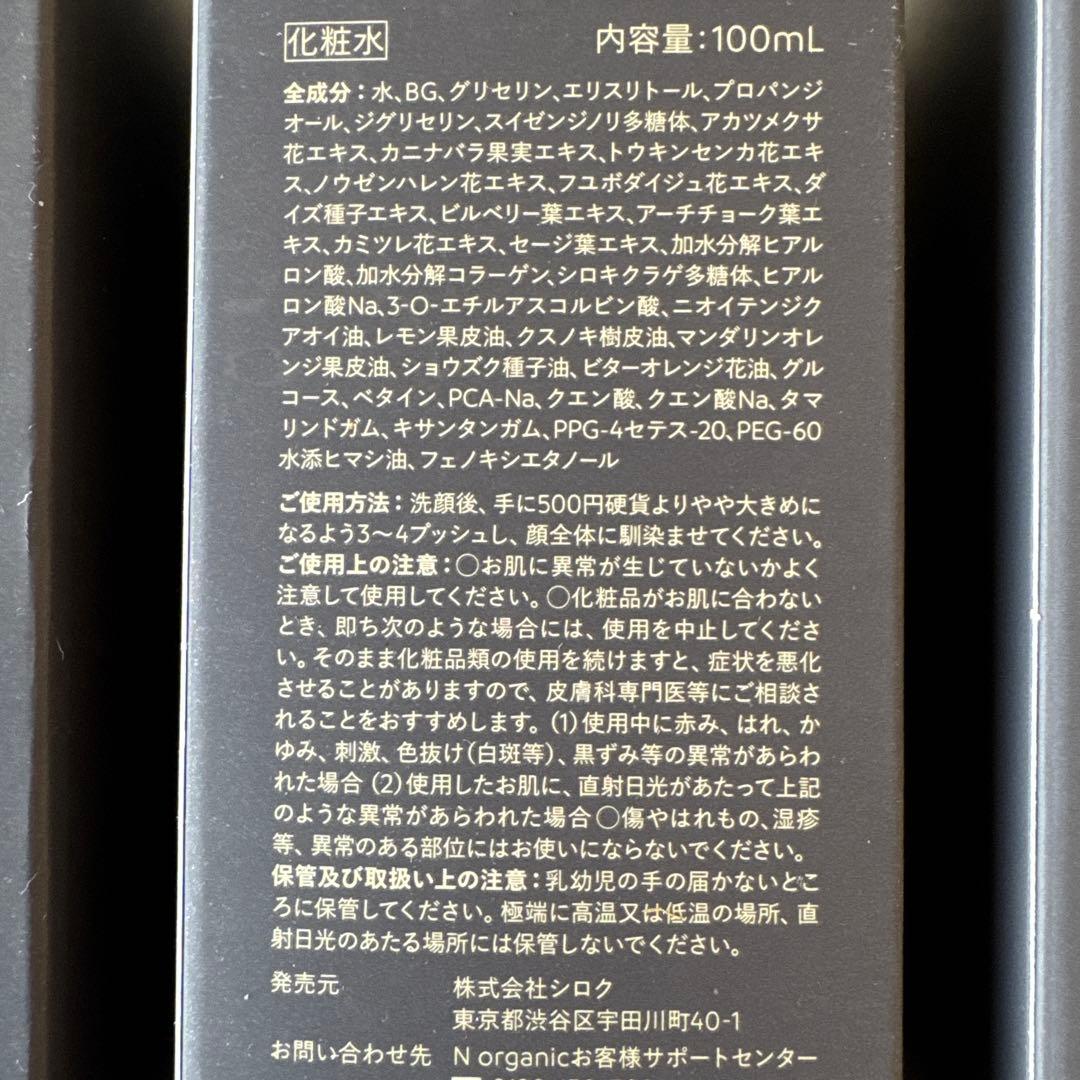 化粧水 内容量:100mL
全成分:水、BG、グリセリン、エリスリトール、プロパンジ
オール、ジグリセリン、スイゼンジノリ多糖体、アカツメクサ
花エキス、カニナバラ果実エキス、トウキンセンカ花エキ
ス、ノウゼンハレン花エキス、フユボダイジュ花エキス、ダ
イズ種子エキス、ビルベリー葉エキス、アーチチョーク葉エ
キス、カミツレ花エキス、セージ葉エキス、加水分解ヒアル
ロン酸、加水分解コラーゲン、シロキクラゲ多糖体、ヒアル
ロン酸Na、3-O-エチルアスコルビン酸、ニオイテンジク
アオイ油、レモン果皮油、クスノキ樹皮油、マンダリンオレ
ンジ果皮油、ショウズク種子油、ビターオレンジ花油、グル
コース、ベタイン、PCA-Na、クエン酸、クエン酸Na、タマ
リンドガム、キサンタンガム、PPG-4セテス-20、PEG-60
水添ヒマシ油、フェノキシエタノール
ご使用方法:洗顔後、手に500円硬貨よりやや大きめに
なるよう3〜4プッシュし、顔全体に馴染ませてください。
ご使用上の注意:○お肌に異常が生じていないかよく
注意して使用してください。○化粧品がお肌に合わない
とき、即ち次のような場合には、使用を中止してくださ
い。そのまま化粧品類の使用を続けますと、症状を悪化
させることがありますので、皮膚科専門医等にご相談さ
れることをおすすめします。(1)使用中に赤み、はれ、か
ゆみ、刺激、色抜け(白斑等)、黒ずみ等の異常があらわ
れた場合 (2)使用したお肌に、直射日光があたって上記
のような異常があらわれた場合 ○傷やはれもの、湿疹
等、異常のある部位にはお使いにならないでください。
保管及び取扱い上の注意:乳幼児の手の届かないとこ
ろに保管してください。極端に高温又は低温の場所、直
射日光のあたる場所には保管しないでください。
発売元 株式会社シロク
東京都渋谷区宇田川町40-1
お問い合わせ先 N organicお客様サポートセンター